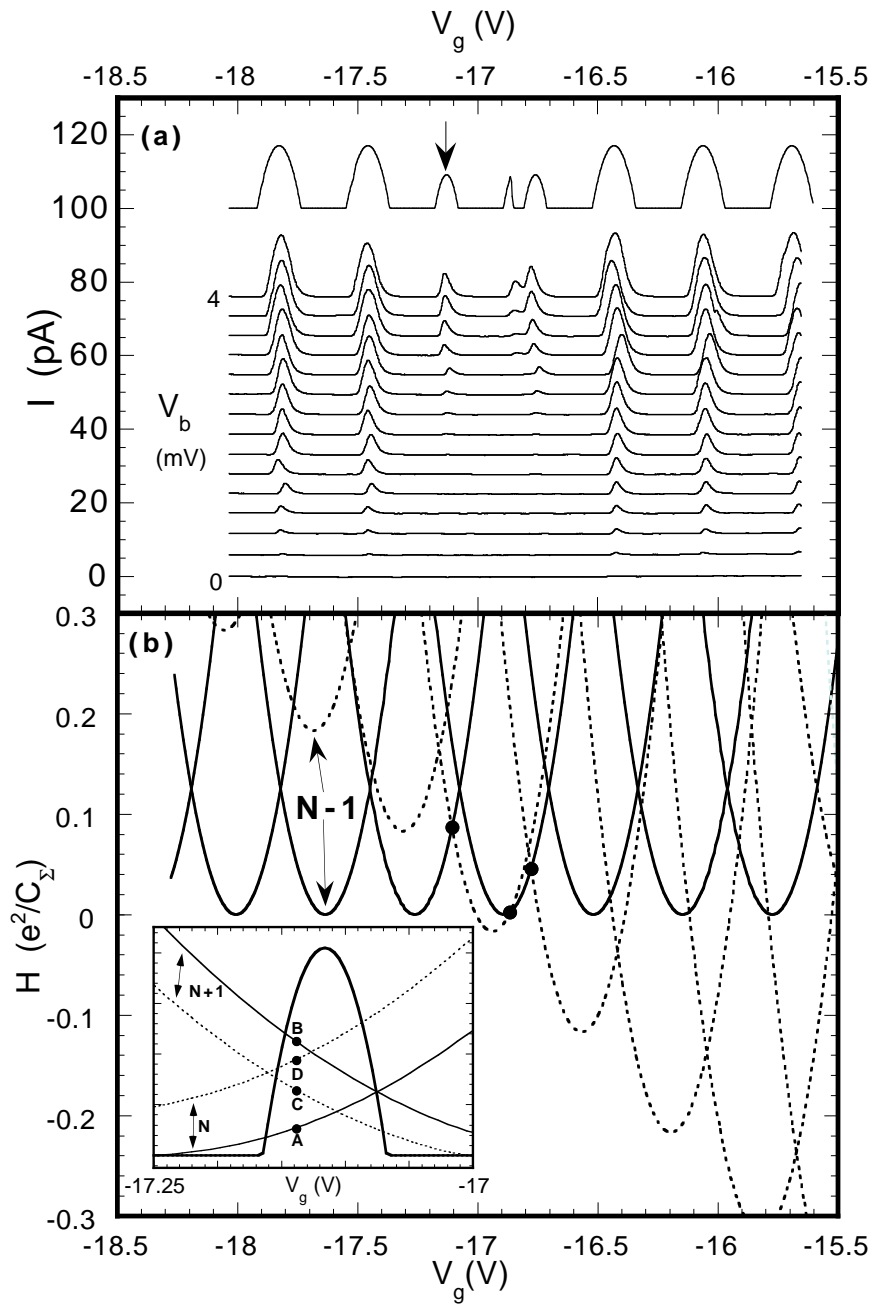 V_g (V)
-18.5 -18 -17.5 -17 -16.5 -16 -15.5
(a)
120
100
80
60
40
20
0
I (pA)
4
V_b
(mV)
0
(b)
0.3
0.2
0.1
0
-0.1
-0.2
-0.3
H (e²/C_Σ)
N-1
N+1
B
D
C
N
A
-17.25 V_g (V) -17
-18.5 -18 -17.5 -17 -16.5 -16 -15.5
V_g(V)